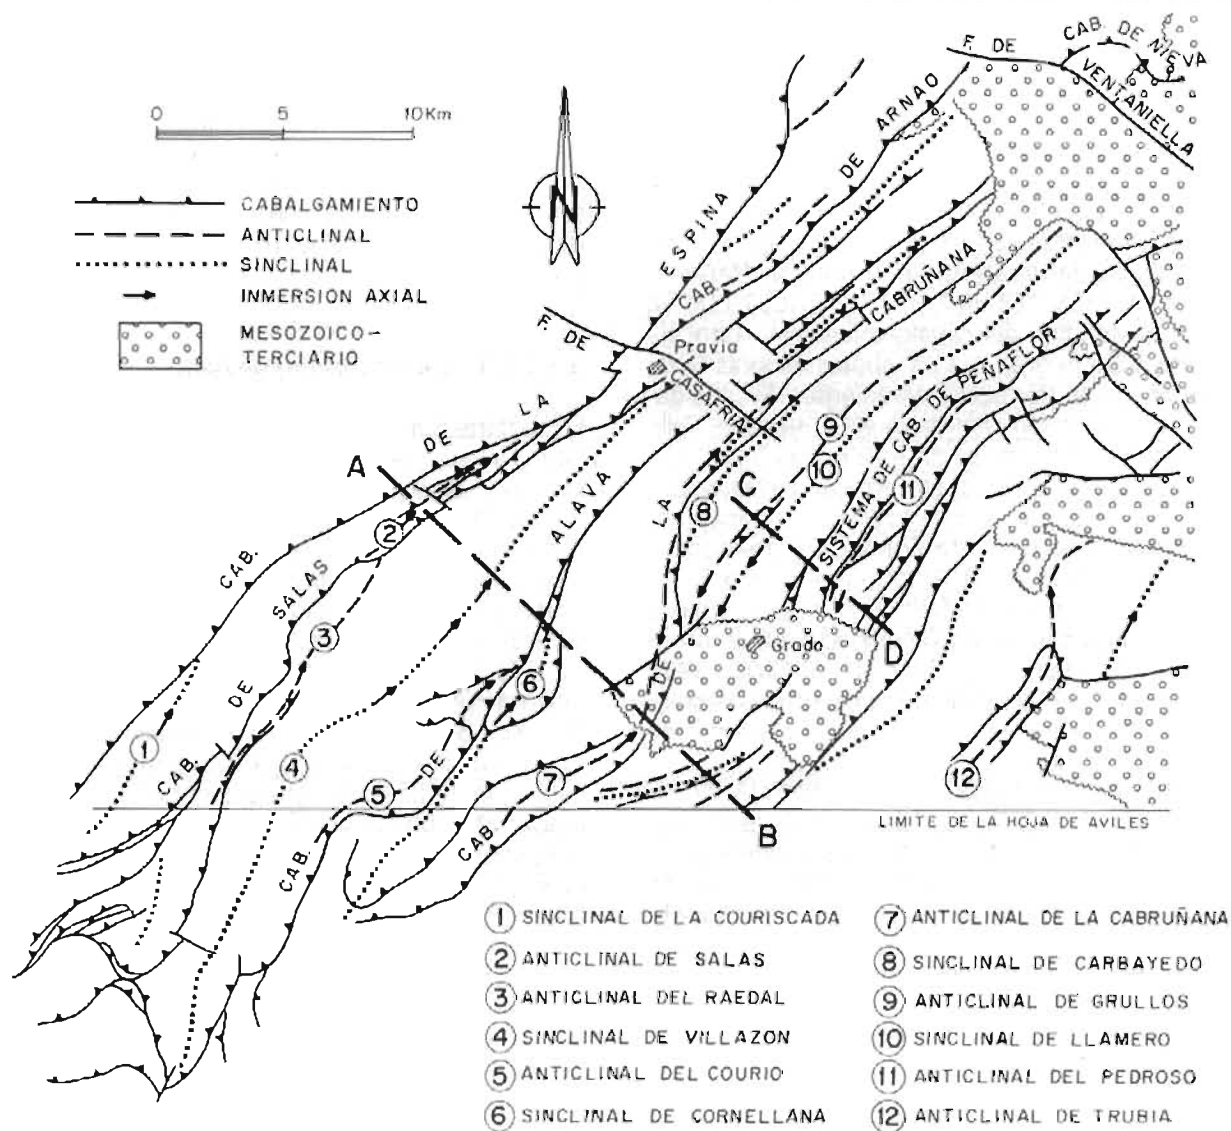 0 5 10Km
CABALGAMIENTO
ANTICLINAL
SINCLINAL
INMERSION AXIAL
MESOZOICO-
TERCIARIO
N
F. DE VENTANIELLA
CAB. DE NIEVA
CAB. DE ARNAO
CAB. DE LA ESPINA
F. DE CASAFRIA
Pravia
CAB. DE LA CABRUÑANA
SISTEMA DE CAB. DE PEÑAFLOR
CAB. DE SALAS
CAB. DE ALAVA
Grado
A
B
C
D
1
2
3
4
5
6
7
8
9
10
11
12
LIMITE DE LA HOJA DE AVILES
1 SINCLINAL DE LA COURISCADA
2 ANTICLINAL DE SALAS
3 ANTICLINAL DEL RAEDAL
4 SINCLINAL DE VILLAZON
5 ANTICLINAL DEL COURIO
6 SINCLINAL DE CORNELLANA
7 ANTICLINAL DE LA CABRUÑANA
8 SINCLINAL DE CARBAYEDO
9 ANTICLINAL DE GRULLOS
10 SINCLINAL DE LLAMERO
11 ANTICLINAL DEL PEDROSO
12 ANTICLINAL DE TRUBIA